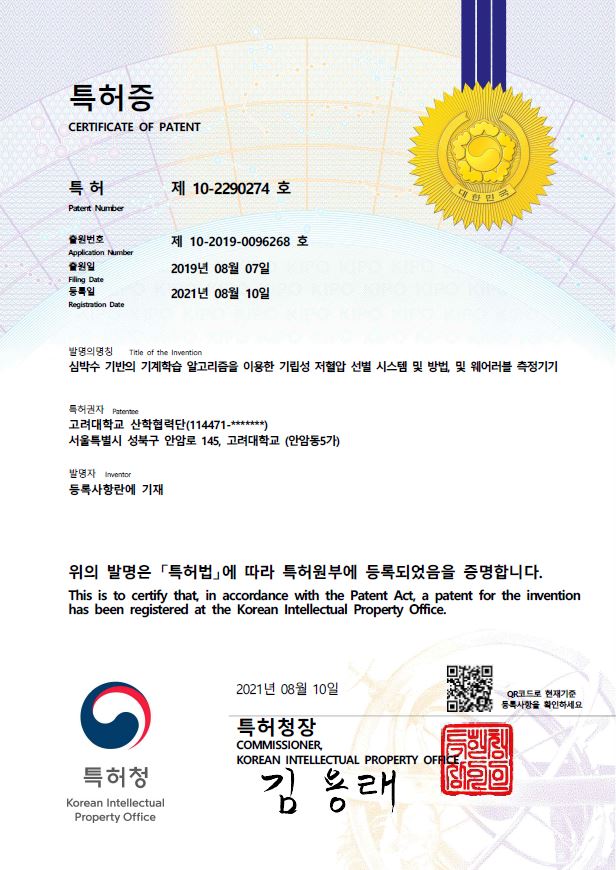 특허증
CERTIFICATE OF PATENT
대한민국
특 허 제 10-2290274 호
Patent Number
출원번호 제 10-2019-0096268 호
Application Number
출원일 2019년 08월 07일
Filing Date
등록일 2021년 08월 10일
Registration Date
발명의명칭 Title of the Invention
심박수 기반의 기계학습 알고리즘을 이용한 기립성 저혈압 선별 시스템 및 방법, 및 웨어러블 측정기기
특허권자 Patentee
고려대학교 산학협력단(114471-*******)
서울특별시 성북구 안암로 145, 고려대학교 (안암동5가)
발명자 Inventor
등록사항란에 기재
위의 발명은 「특허법」에 따라 특허원부에 등록되었음을 증명합니다.
This is to certify that, in accordance with the Patent Act, a patent for the invention
has been registered at the Korean Intellectual Property Office.
2021년 08월 10일
QR코드로 현재기준
등록사항을 확인하세요
특허청장
COMMISSIONER,
KOREAN INTELLECTUAL PROPERTY OFFICE
김용래
특허청
Korean Intellectual
Property Office